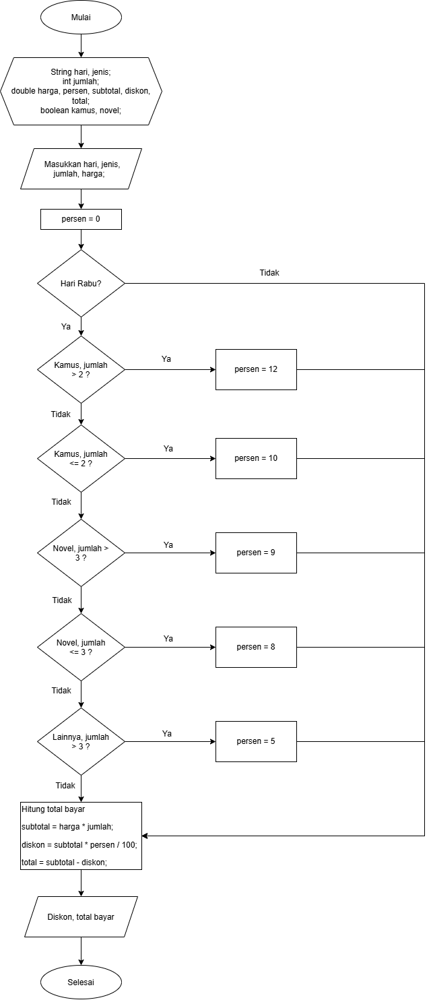 Mulai
String hari, jenis;
int jumlah;
double harga, persen, subtotal, diskon,
total;
boolean kamus, novel;
Masukkan hari, jenis,
jumlah, harga;
persen = 0
Hari Rabu?
Tidak
Ya
Kamus, jumlah
> 2 ?
Ya
persen = 12
Tidak
Kamus, jumlah
<= 2 ?
Ya
persen = 10
Tidak
Novel, jumlah >
3 ?
Ya
persen = 9
Tidak
Novel, jumlah
<= 3 ?
Ya
persen = 8
Tidak
Lainnya, jumlah
> 3 ?
Ya
persen = 5
Tidak
Hitung total bayar
subtotal = harga * jumlah;
diskon = subtotal * persen / 100;
total = subtotal - diskon;
Diskon, total bayar
Selesai